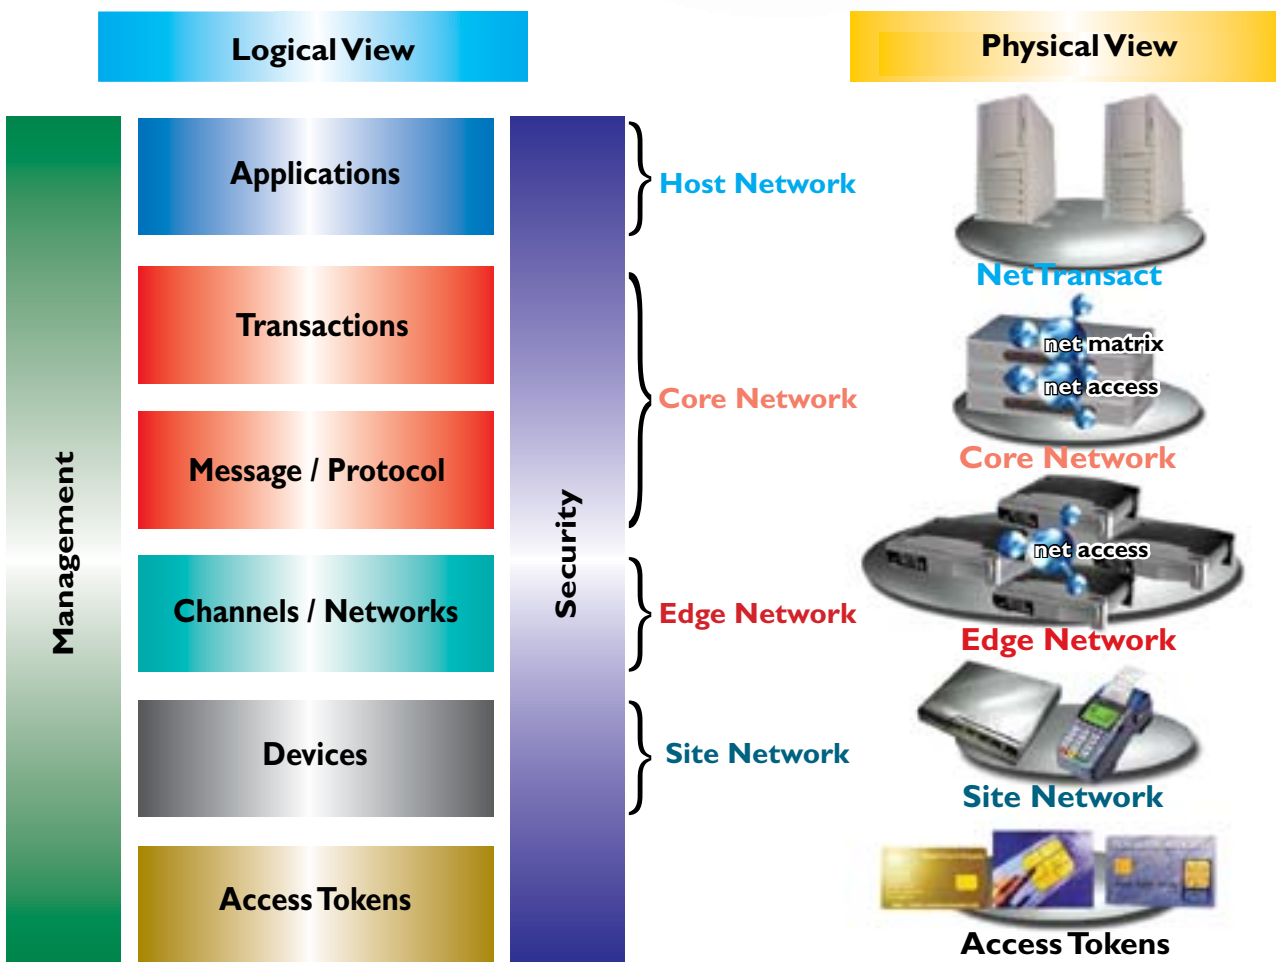 Logical View
Physical View
Management
Applications
Transactions
Message / Protocol
Channels / Networks
Devices
Access Tokens
Security
Host Network
Core Network
Edge Network
Site Network
NetTransact
net matrix
net access
Core Network
net access
Edge Network
Site Network
Access Tokens